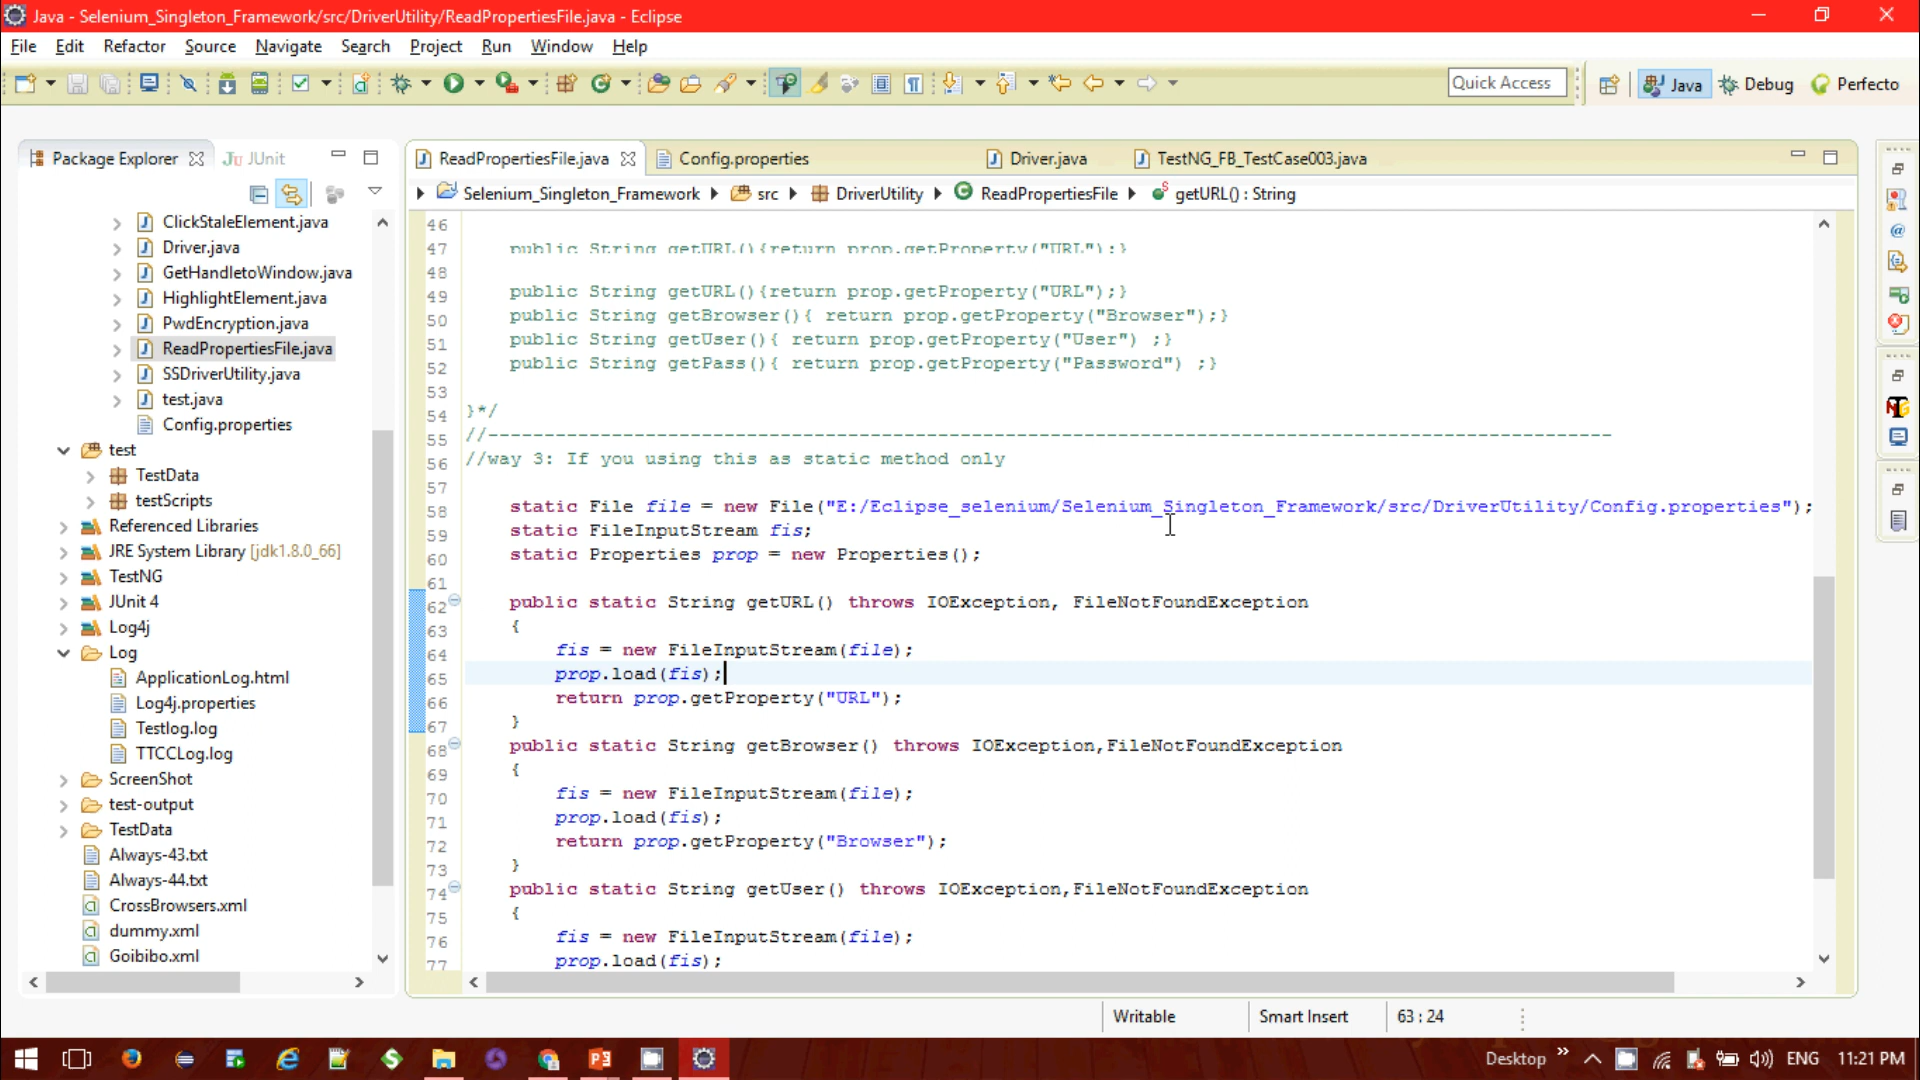 Java - Selenium_Singleton_Framework/src/DriverUtility/ReadPropertiesFile.java - Eclipse
File Edit Refactor Source Navigate Search Project Run Window Help
Quick Access
Java Debug Perfecto
Package Explorer
JUnit
ReadPropertiesFile.java
Config.properties
Driver.java
TestNG_FB_TestCase003.java
Selenium_Singleton_Framework src DriverUtility ReadPropertiesFile getURL() : String
ClickStaleElement.java
Driver.java
GetHandletoWindow.java
HighlightElement.java
PwdEncryption.java
ReadPropertiesFile.java
SSDriverUtility.java
test.java
Config.properties
test
TestData
testScripts
Referenced Libraries
JRE System Library [jdk1.8.0_66]
TestNG
JUnit 4
Log4j
Log
ApplicationLog.html
Log4j.properties
Testlog.log
TTCCLog.log
ScreenShot
test-output
TestData
Always-43.txt
Always-44.txt
CrossBrowsers.xml
dummy.xml
Goibibo.xml
46
47 public String getURL(){return prop.getProperty("URL");}
48
49 public String getURL(){return prop.getProperty("URL");}
50 public String getBrowser(){ return prop.getProperty("Browser");}
51 public String getUser(){ return prop.getProperty("User") ;}
52 public String getPass(){ return prop.getProperty("Password") ;}
53
54 }*/
55 //----------------------------------------------------------------------------------------------------
56 //way 3: If you using this as static method only
57
58 static File file = new File("E:/Eclipse_selenium/Selenium_Singleton_Framework/src/DriverUtility/Config.properties");
59 static FileInputStream fis;
60 static Properties prop = new Properties();
61
62 public static String getURL() throws IOException, FileNotFoundException
63 {
64 fis = new FileInputStream(file);
65 prop.load(fis);
66 return prop.getProperty("URL");
67 }
68 public static String getBrowser() throws IOException,FileNotFoundException
69 {
70 fis = new FileInputStream(file);
71 prop.load(fis);
72 return prop.getProperty("Browser");
73 }
74 public static String getUser() throws IOException,FileNotFoundException
75 {
76 fis = new FileInputStream(file);
77 prop.load(fis);
Writable Smart Insert 63 : 24
Desktop ENG 11:21 PM